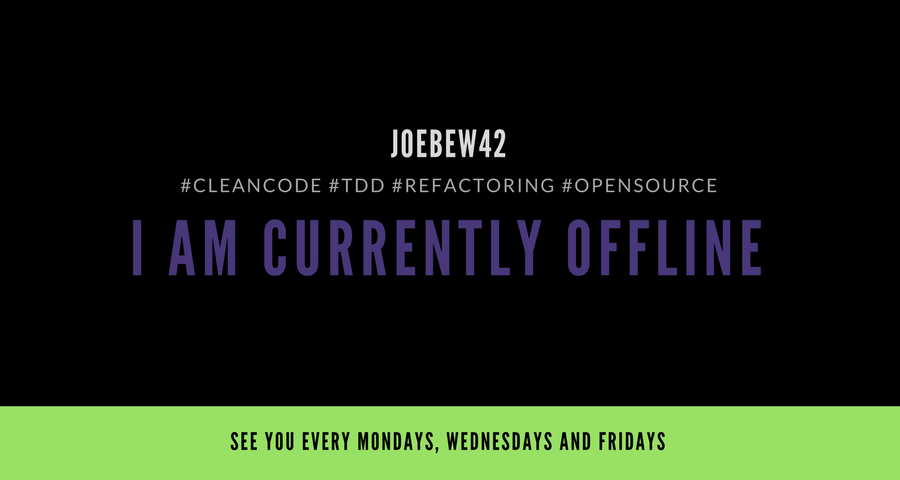 JOEBEW42
#CLEANCODE #TDD #REFACTORING #OPENSOURCE
I AM CURRENTLY OFFLINE
SEE YOU EVERY MONDAYS, WEDNESDAYS AND FRIDAYS